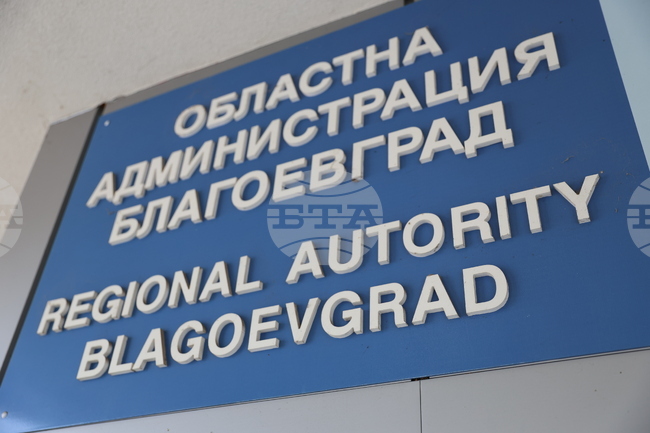 ОБЛАСТНА
АДМИНИСТРАЦИЯ
БЛАГОЕВГРАД
БТА
REGIONAL AUTORITY
BLAGOEVGRAD